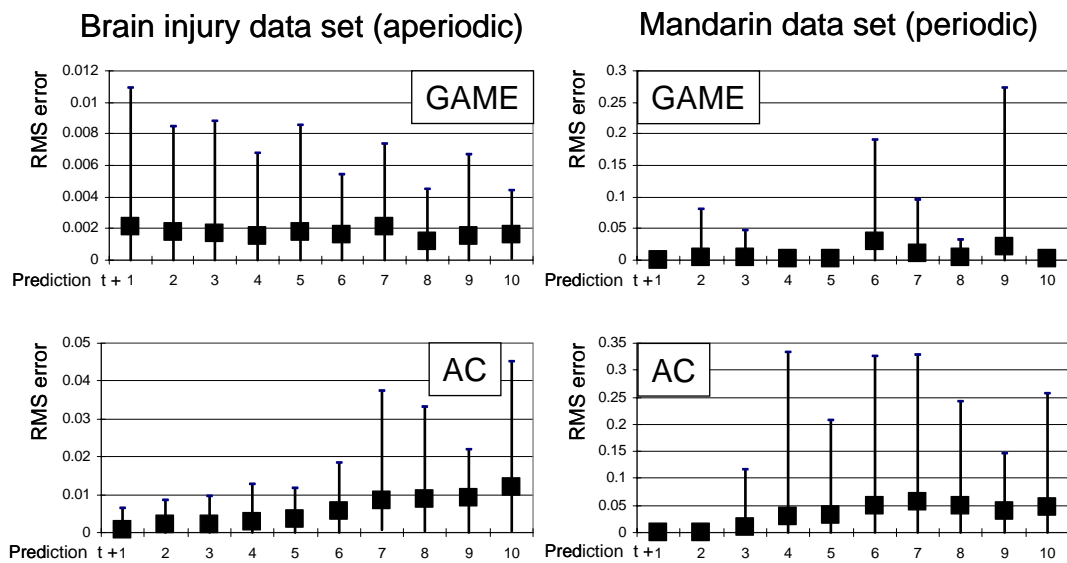 Brain injury data set (aperiodic)
Mandarin data set (periodic)
RMS error
0.012
0.01
0.008
0.006
0.004
0.002
0
GAME
Prediction t +1 2 3 4 5 6 7 8 9 10
RMS error
0.3
0.25
0.2
0.15
0.1
0.05
0
GAME
Prediction t +1 2 3 4 5 6 7 8 9 10
RMS error
0.05
0.04
0.03
0.02
0.01
0
AC
Prediction t +1 2 3 4 5 6 7 8 9 10
RMS error
0.35
0.3
0.25
0.2
0.15
0.1
0.05
0
AC
Prediction t +1 2 3 4 5 6 7 8 9 10